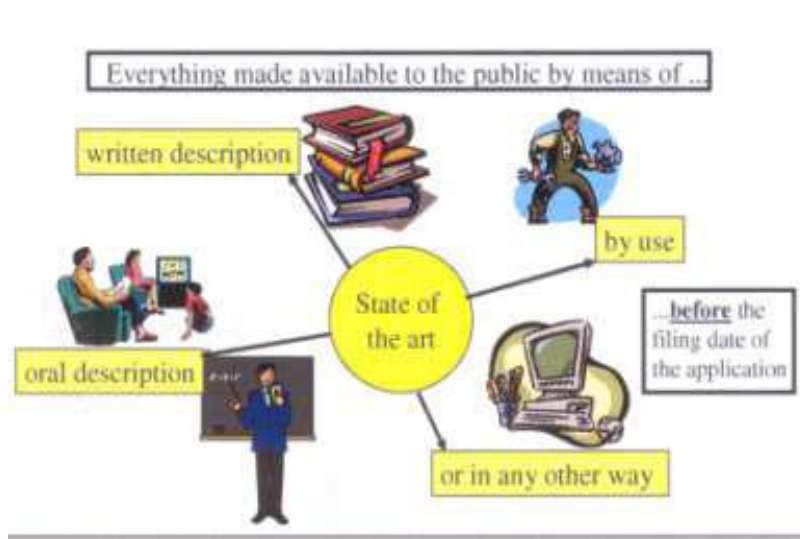 Everything made available to the public by means of ...
written description
by use
State of
the art
...before the
filing date of
the application
oral description
or in any other way